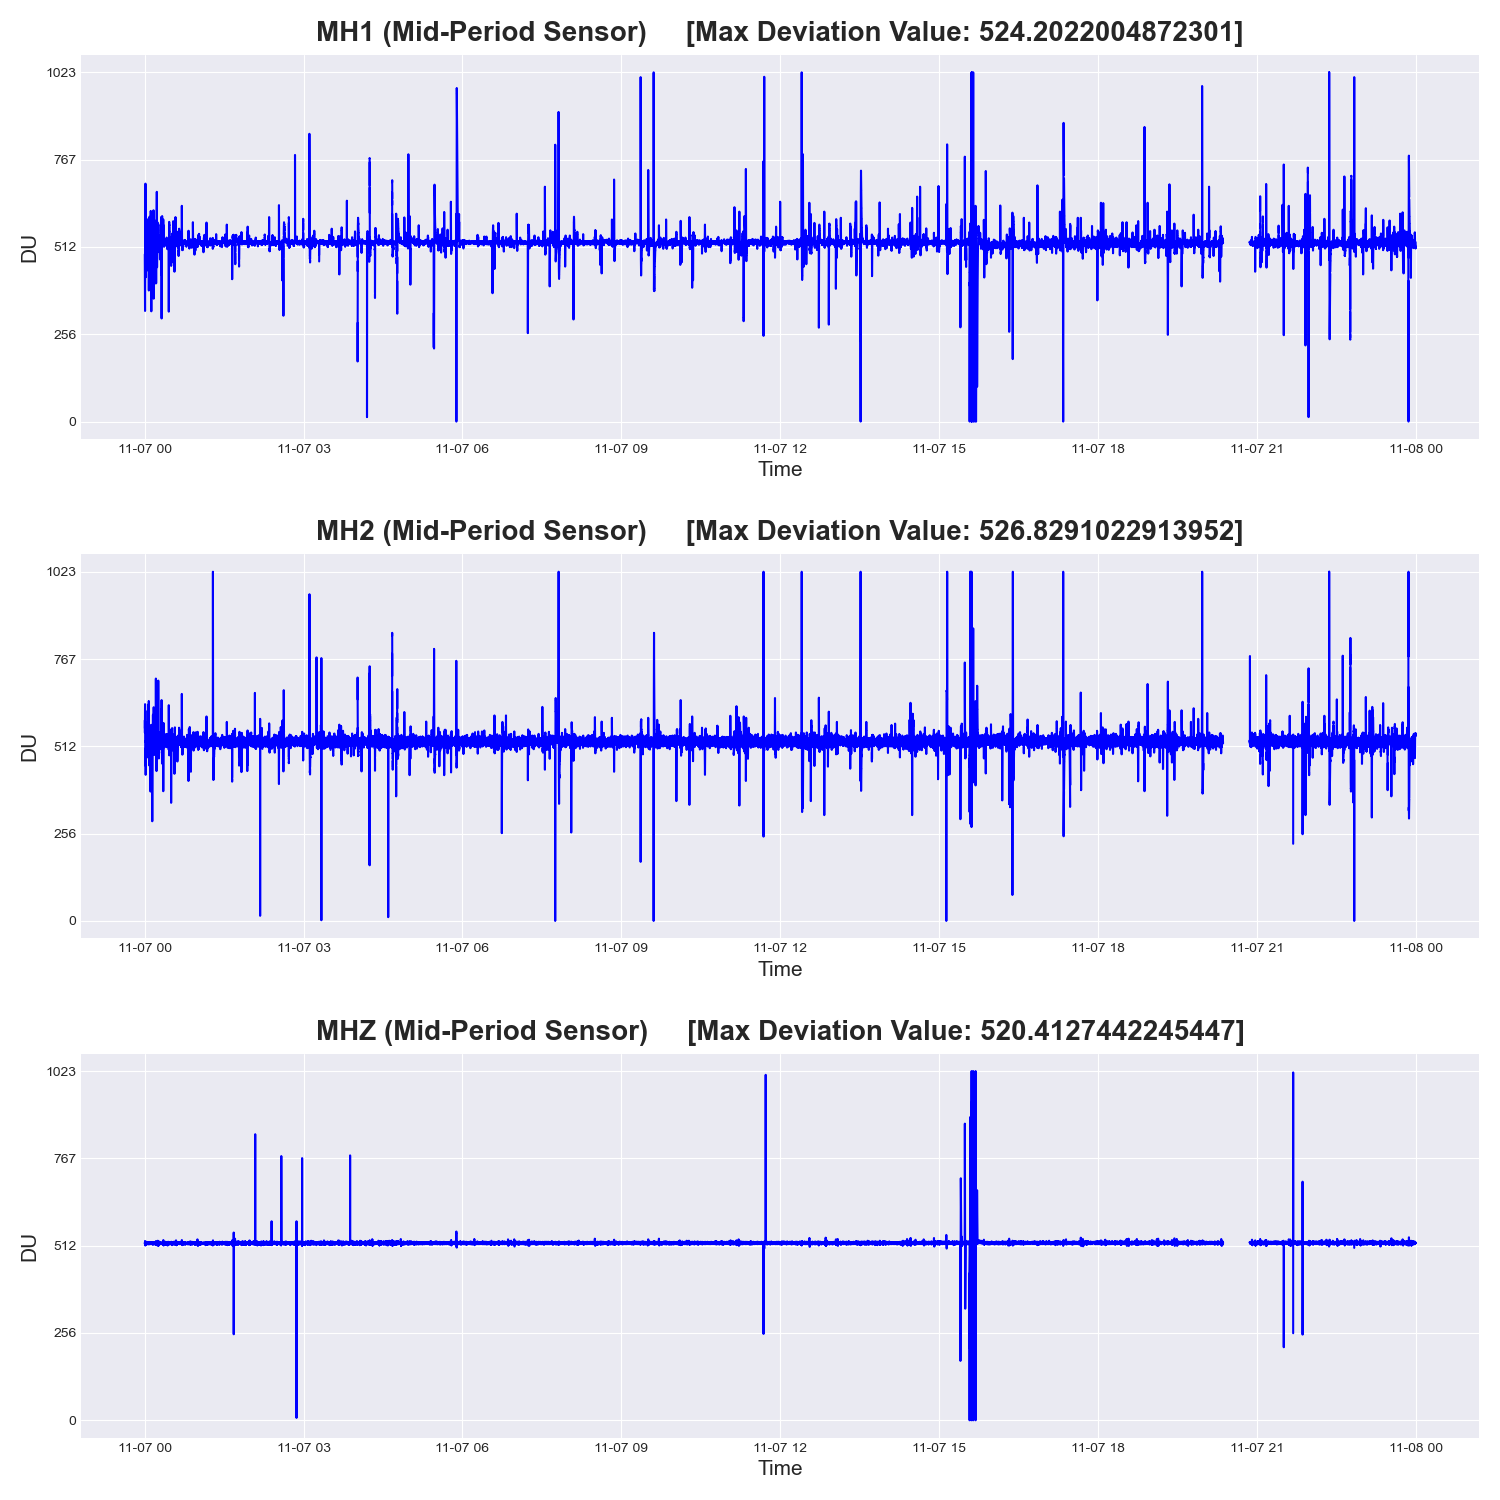 MH1 (Mid-Period Sensor)     [Max Deviation Value: 524.2022004872301]
1023
767
512
256
0
DU
11-07 00 11-07 03 11-07 06 11-07 09 11-07 12 11-07 15 11-07 18 11-07 21 11-08 00
Time
MH2 (Mid-Period Sensor)     [Max Deviation Value: 526.8291022913952]
1023
767
512
256
0
DU
11-07 00 11-07 03 11-07 06 11-07 09 11-07 12 11-07 15 11-07 18 11-07 21 11-08 00
Time
MHZ (Mid-Period Sensor)     [Max Deviation Value: 520.4127442245447]
1023
767
512
256
0
DU
11-07 00 11-07 03 11-07 06 11-07 09 11-07 12 11-07 15 11-07 18 11-07 21 11-08 00
Time